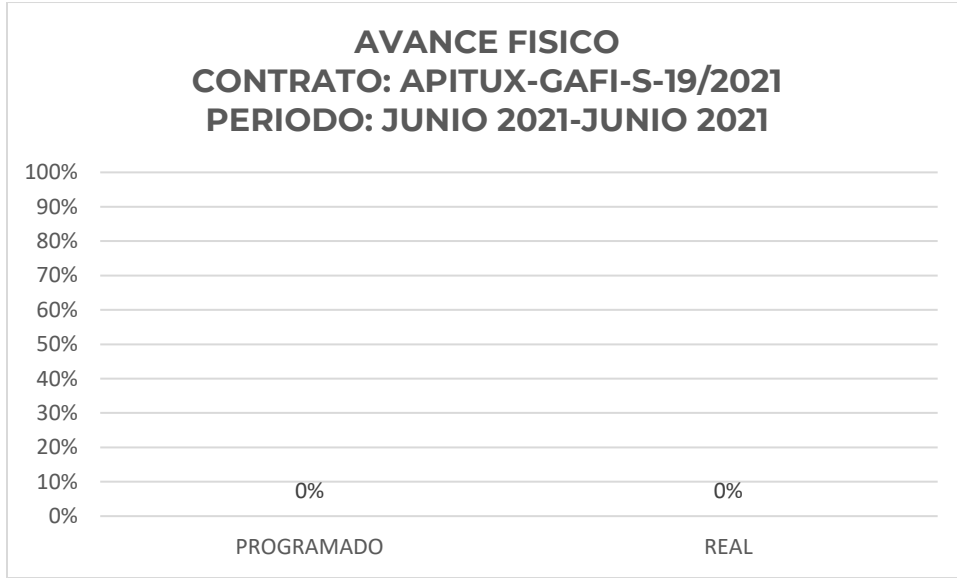 AVANCE FISICO
CONTRATO: APITUX-GAFI-S-19/2021
PERIODO: JUNIO 2021-JUNIO 2021
100%
90%
80%
70%
60%
50%
40%
30%
20%
10%
0%
0%
0%
PROGRAMADO
REAL